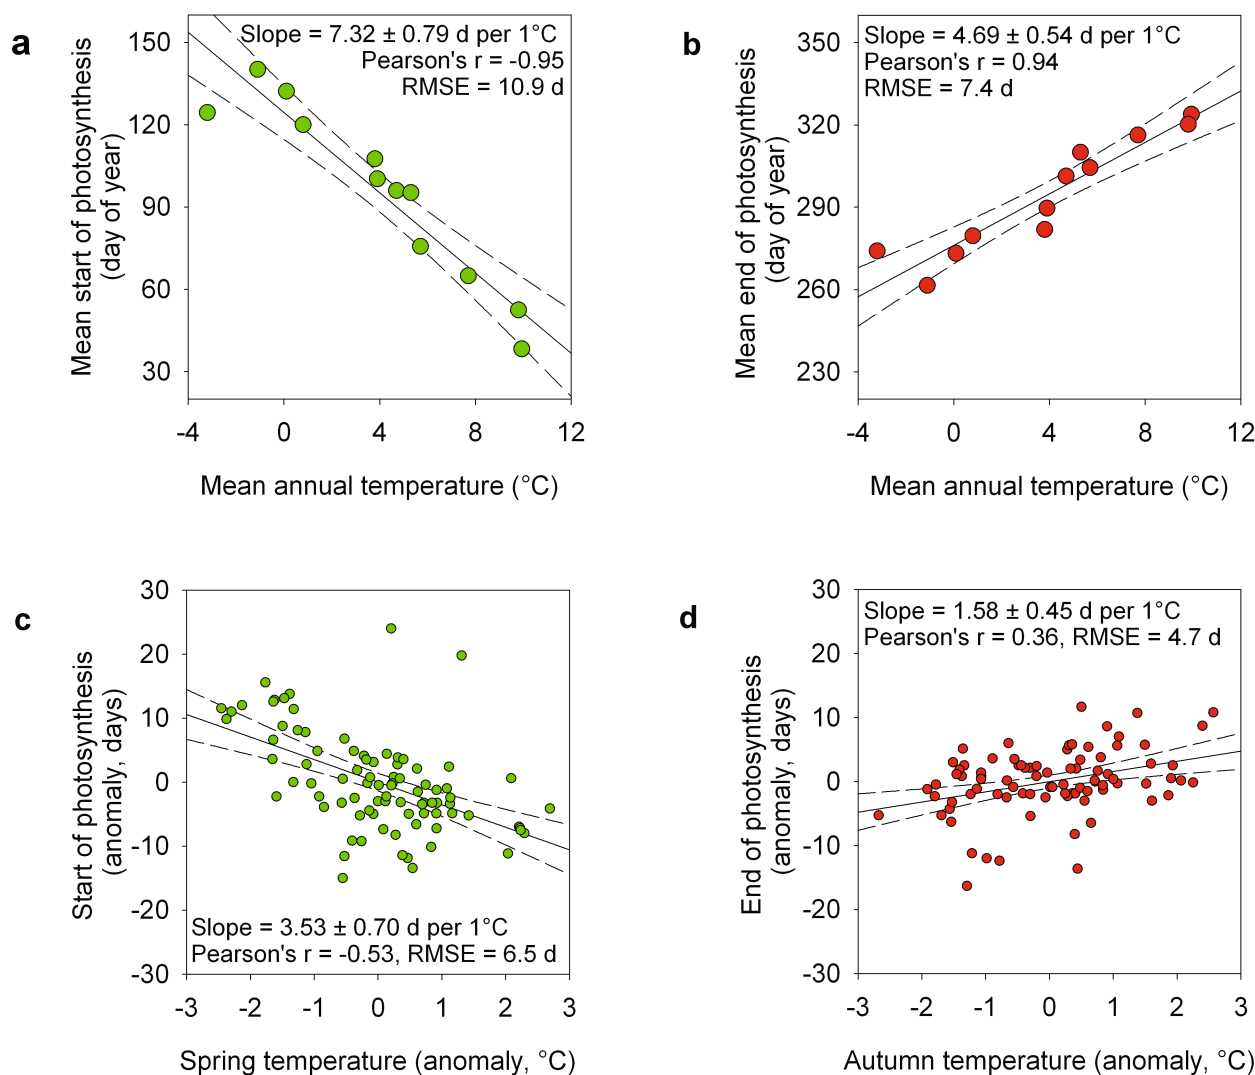 a
Slope = 7.32 ± 0.79 d per 1°C
Pearson's r = -0.95
RMSE = 10.9 d
Mean start of photosynthesis
(day of year)
150
120
90
60
30
-4 0 4 8 12
Mean annual temperature (°C)
b
Slope = 4.69 ± 0.54 d per 1°C
Pearson's r = 0.94
RMSE = 7.4 d
Mean end of photosynthesis
(day of year)
350
320
290
260
230
-4 0 4 8 12
Mean annual temperature (°C)
c
Start of photosynthesis
(anomaly, days)
30
20
10
0
-10
-20
-30
Slope = 3.53 ± 0.70 d per 1°C
Pearson's r = -0.53, RMSE = 6.5 d
-3 -2 -1 0 1 2 3
Spring temperature (anomaly, °C)
d
Slope = 1.58 ± 0.45 d per 1°C
Pearson's r = 0.36, RMSE = 4.7 d
End of photosynthesis
(anomaly, days)
30
20
10
0
-10
-20
-30
-3 -2 -1 0 1 2 3
Autumn temperature (anomaly, °C)